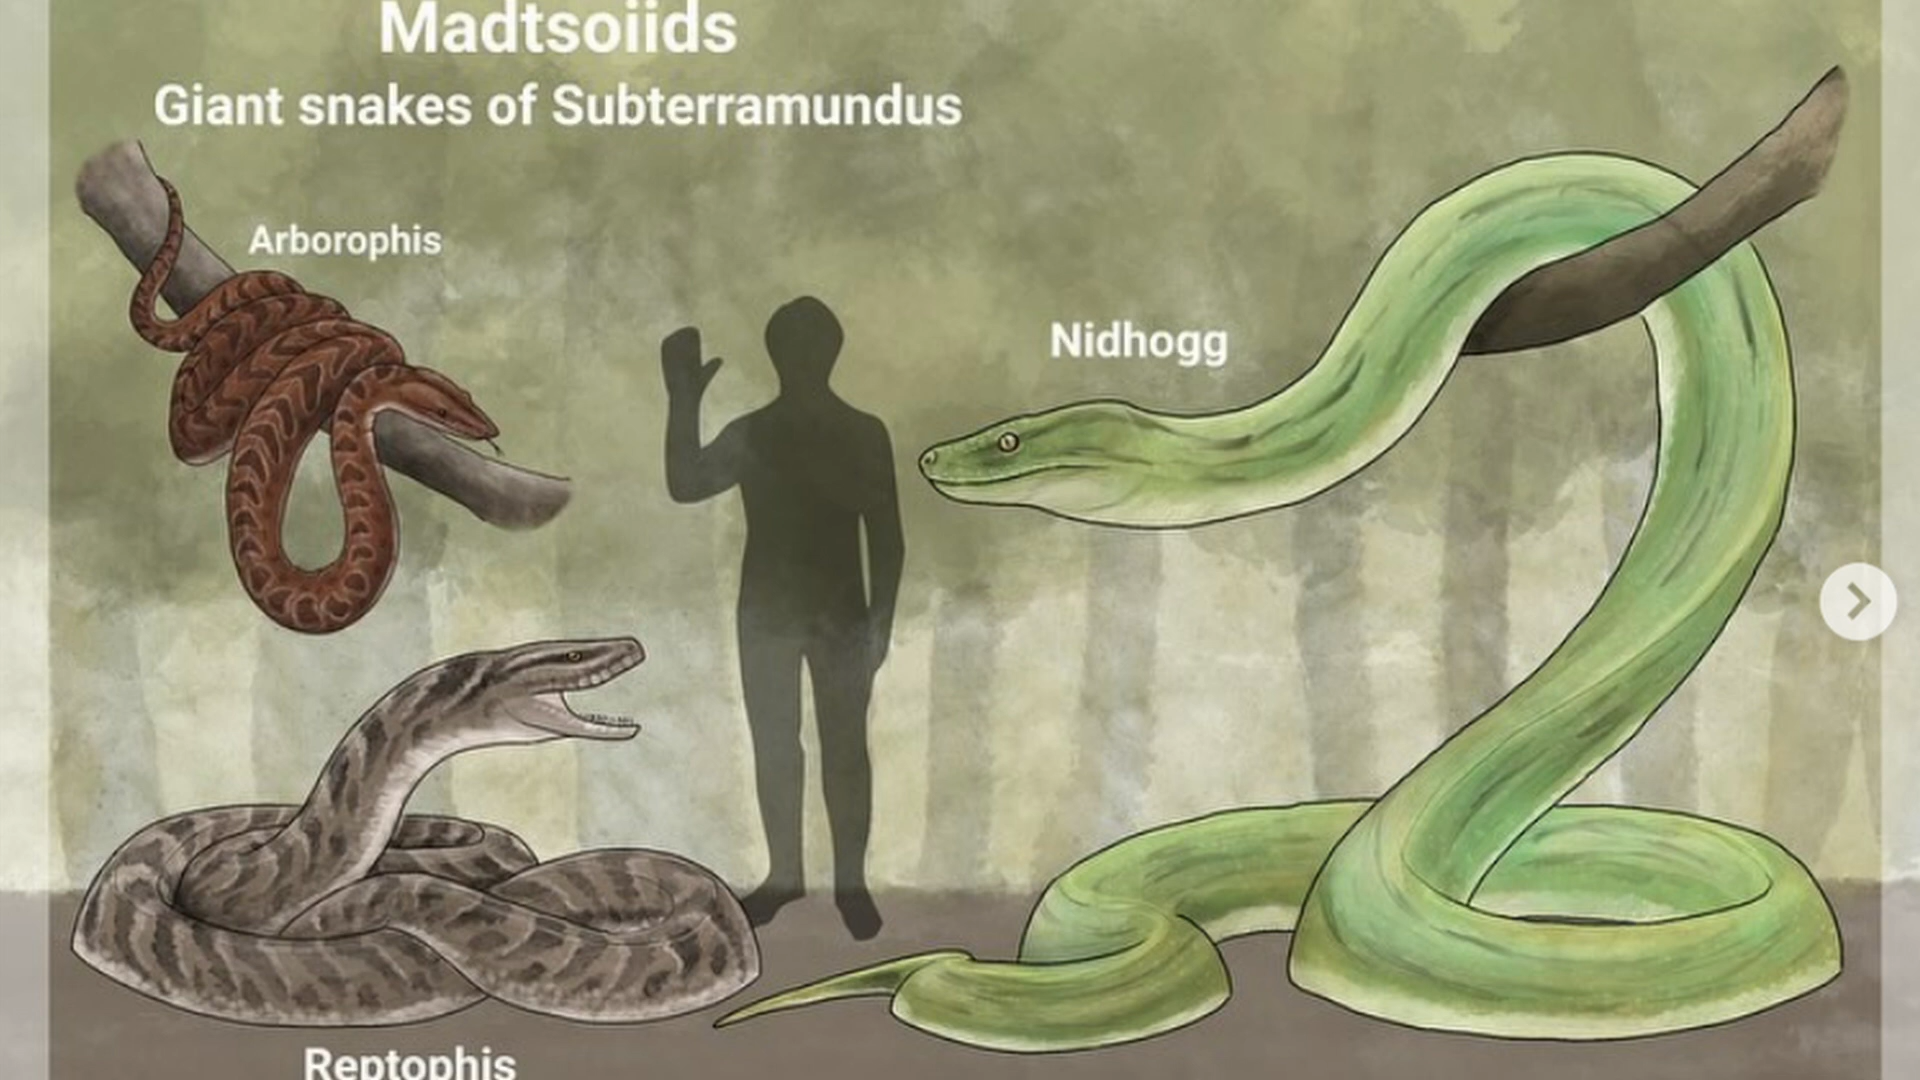 Madtsoiids
Giant snakes of Subterramundus
Arborophis
Nidhogg
Reptophis